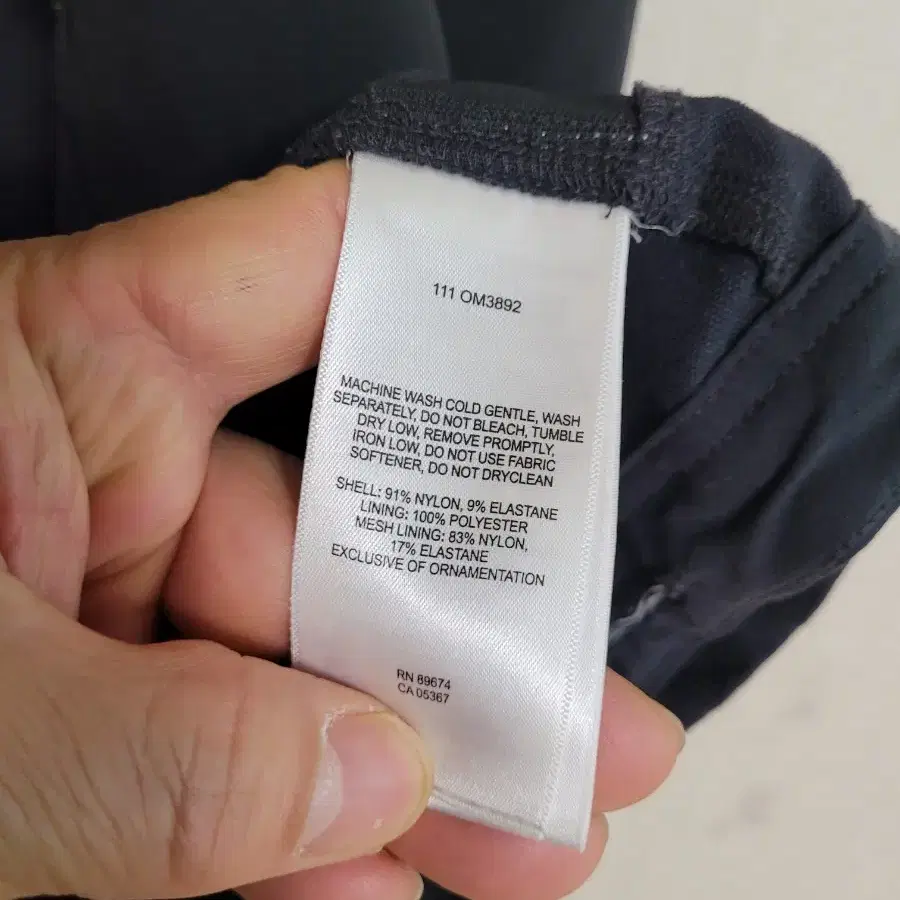 111 OM3892
MACHINE WASH COLD GENTLE, WASH
SEPARATELY, DO NOT BLEACH, TUMBLE
DRY LOW, REMOVE PROMPTLY,
IRON LOW, DO NOT USE FABRIC
SOFTENER, DO NOT DRYCLEAN
SHELL: 91% NYLON, 9% ELASTANE
LINING: 100% POLYESTER
MESH LINING: 83% NYLON,
17% ELASTANE
EXCLUSIVE OF ORNAMENTATION
RN 89674
CA 05367